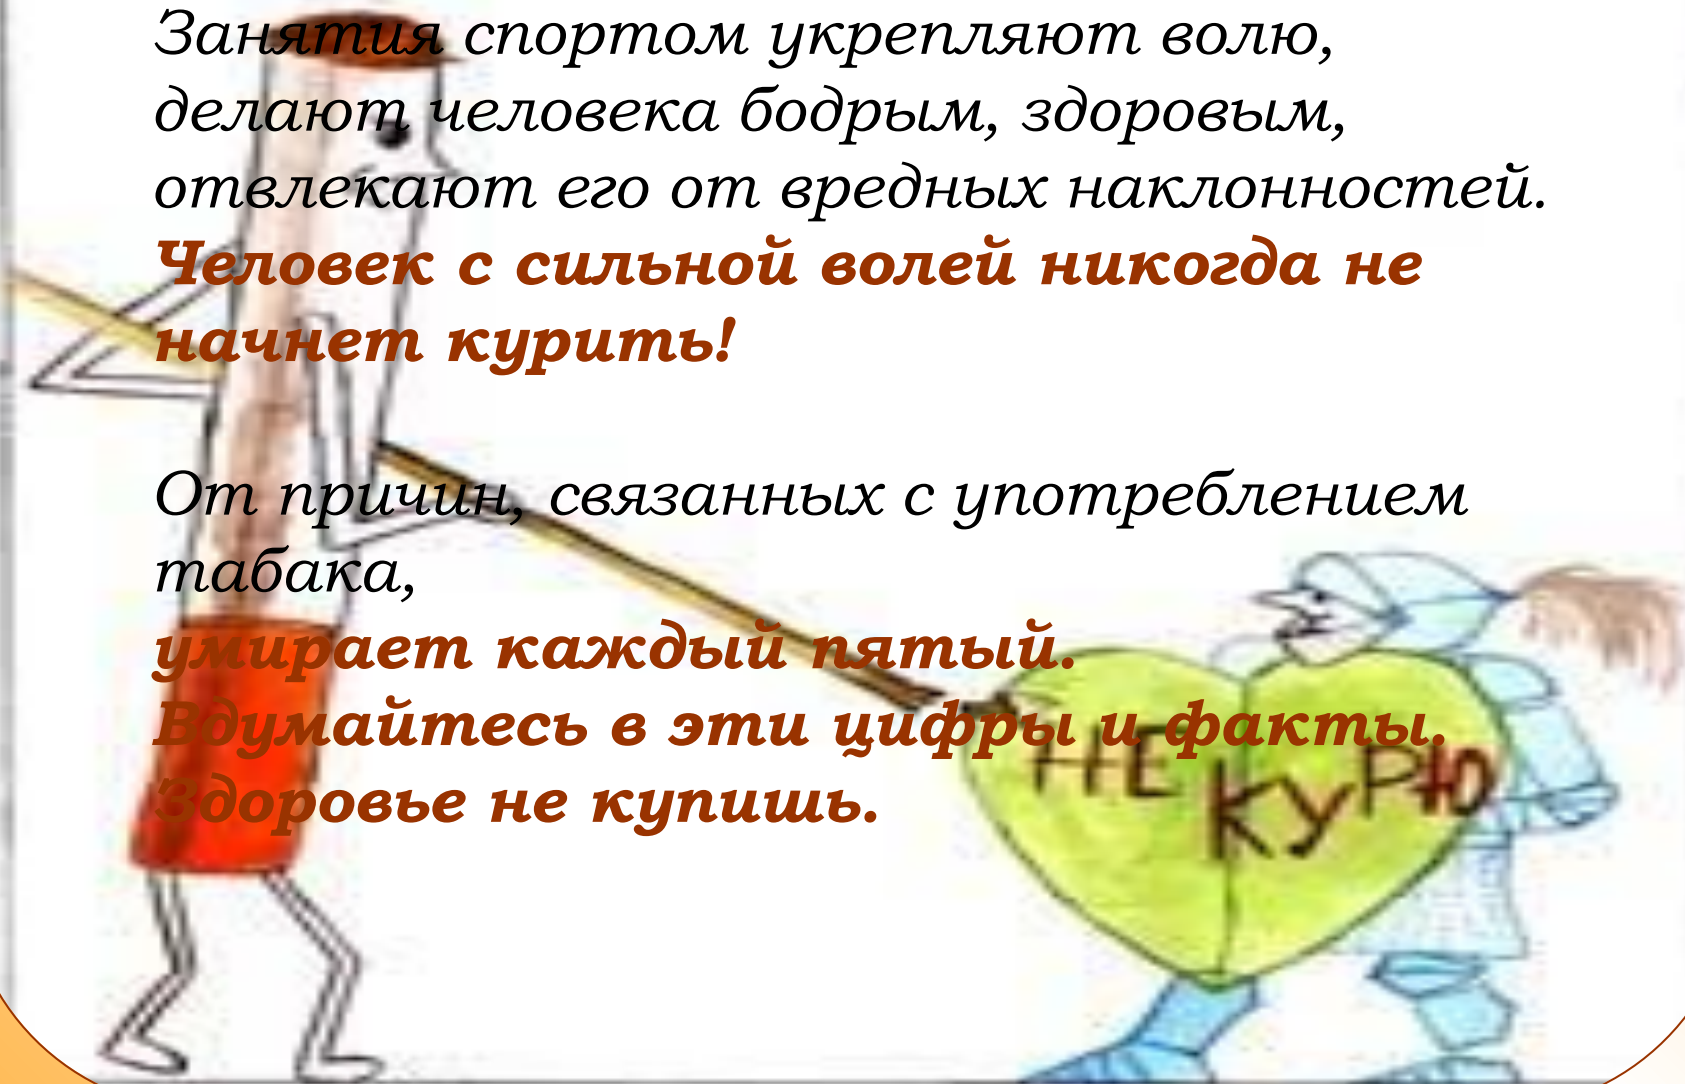 Занятия спортом укрепляют волю,
делают человека бодрым, здоровым,
отвлекают его от вредных наклонностей.
Человек с сильной волей никогда не
начнет курить!
От причин, связанных с употреблением
табака,
умирает каждый пятый.
Вдумайтесь в эти цифры и факты.
Здоровье не купишь.
НЕ КУРЮ